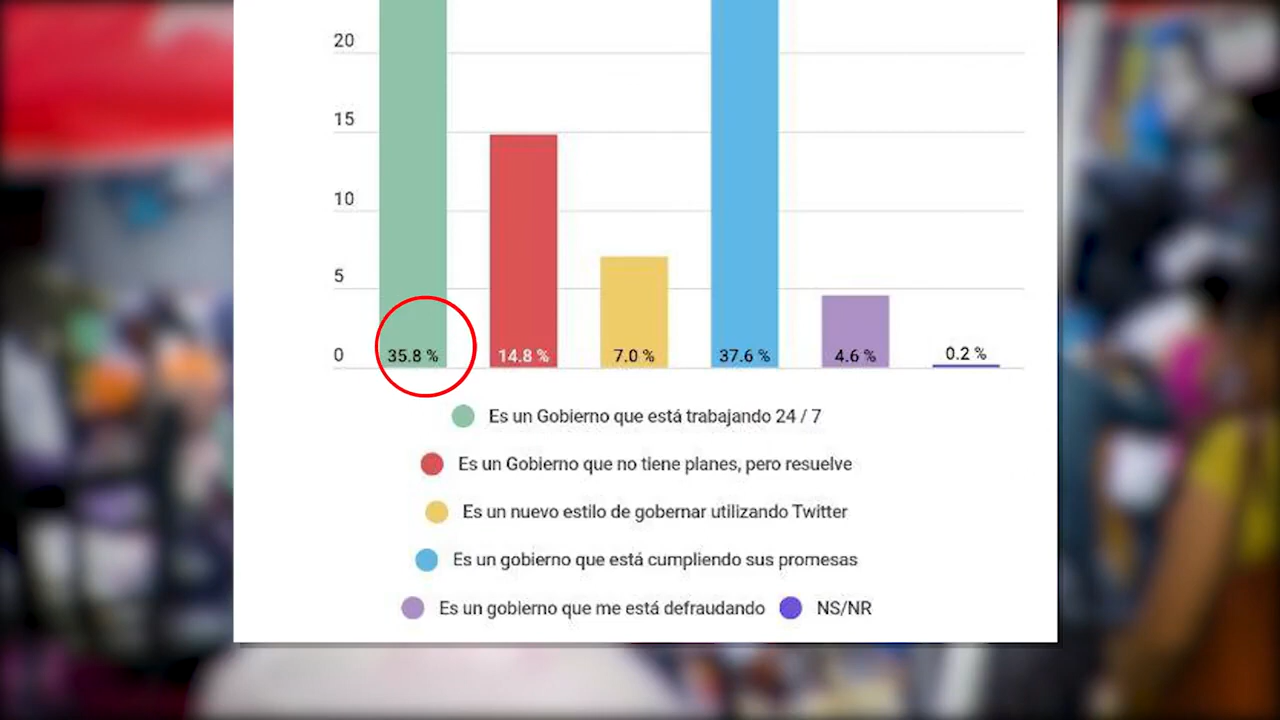 20
15
10
5
0
35.8 %
14.8 %
7.0 %
37.6 %
4.6 %
0.2 %
Es un Gobierno que está trabajando 24 / 7
Es un Gobierno que no tiene planes, pero resuelve
Es un nuevo estilo de gobernar utilizando Twitter
Es un gobierno que está cumpliendo sus promesas
Es un gobierno que me está defraudando
NS/NR